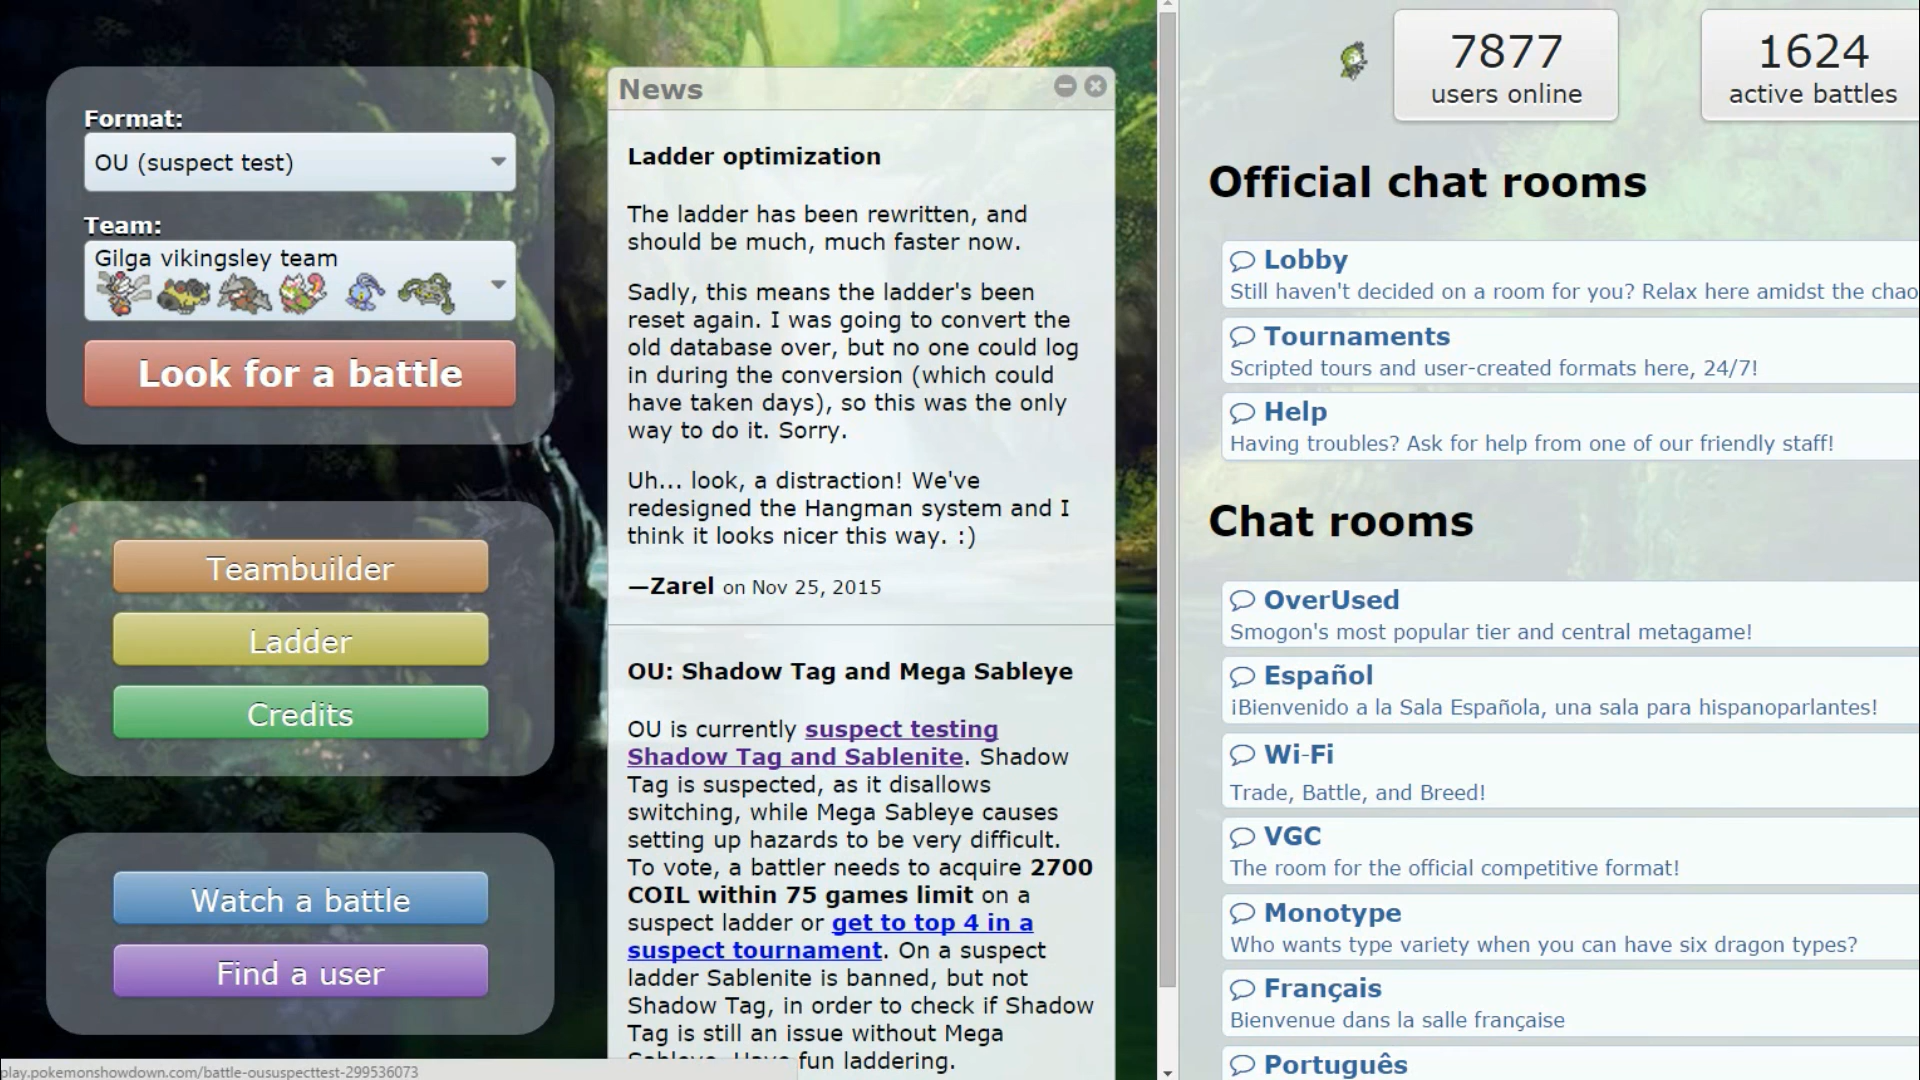 Format:
OU (suspect test)
Team:
Gilga vikingsley team
Look for a battle
Teambuilder
Ladder
Credits
Watch a battle
Find a user
News
Ladder optimization
The ladder has been rewritten, and
should be much, much faster now.
Sadly, this means the ladder's been
reset again. I was going to convert the
old database over, but no one could log
in during the conversion (which could
have taken days), so this was the only
way to do it. Sorry.
Uh... look, a distraction! We've
redesigned the Hangman system and I
think it looks nicer this way. :)
—Zarel on Nov 25, 2015
OU: Shadow Tag and Mega Sableye
OU is currently suspect testing
Shadow Tag and Sablenite. Shadow
Tag is suspected, as it disallows
switching, while Mega Sableye causes
setting up hazards to be very difficult.
To vote, a battler needs to acquire 2700
COIL within 75 games limit on a
suspect ladder or get to top 4 in a
suspect tournament. On a suspect
ladder Sablenite is banned, but not
Shadow Tag, in order to check if Shadow
Tag is still an issue without Mega
Sableye. Have fun laddering.
7877
users online
1624
active battles
Official chat rooms
Lobby
Still haven't decided on a room for you? Relax here amidst the chao
Tournaments
Scripted tours and user-created formats here, 24/7!
Help
Having troubles? Ask for help from one of our friendly staff!
Chat rooms
OverUsed
Smogon's most popular tier and central metagame!
Español
¡Bienvenido a la Sala Española, una sala para hispanoparlantes!
Wi-Fi
Trade, Battle, and Breed!
VGC
The room for the official competitive format!
Monotype
Who wants type variety when you can have six dragon types?
Français
Bienvenue dans la salle française
Português
play.pokemonshowdown.com/battle-oususpecttest-299536073